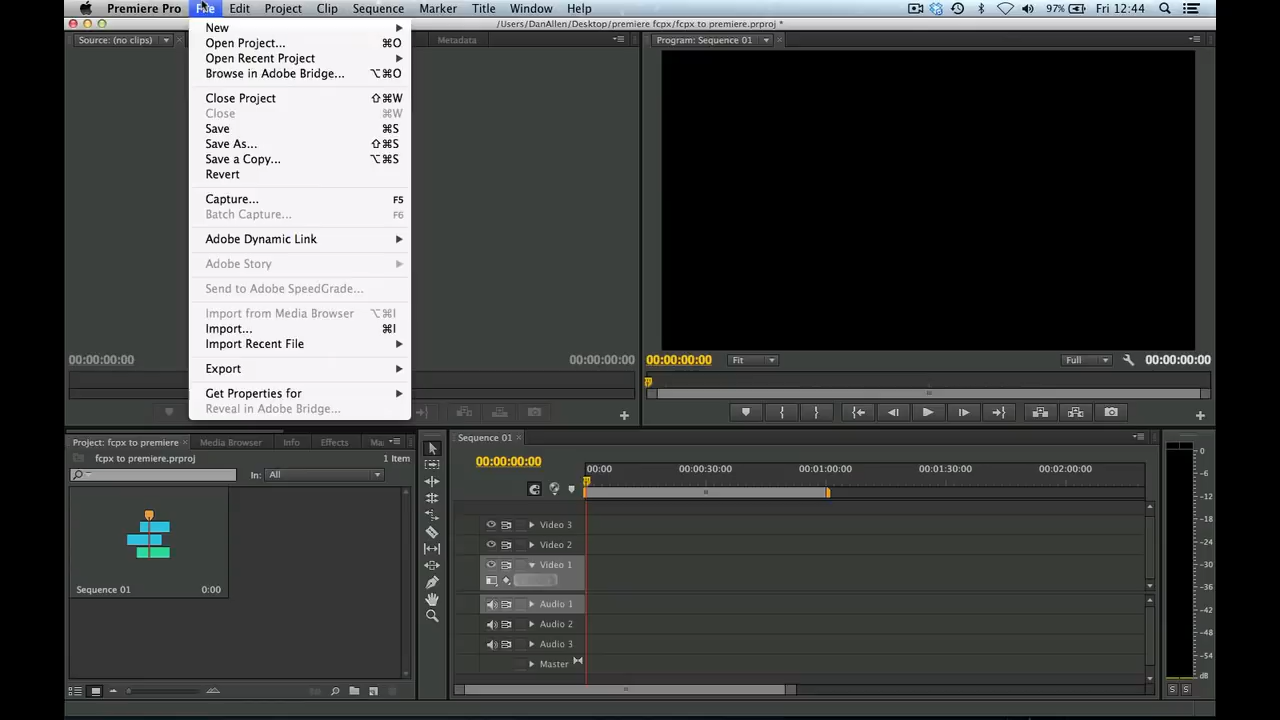 Premiere Pro File Edit Project Clip Sequence Marker Title Window Help 97% Fri 12:44
/Users/DanAllen/Desktop/premiere fcpx/fcpx to premiere.prproj *
Source: (no clips) Metadata Program: Sequence 01
New
Open Project... ⌘O
Open Recent Project
Browse in Adobe Bridge... ⌥⌘O
Close Project ⇧⌘W
Close ⌘W
Save ⌘S
Save As... ⇧⌘S
Save a Copy... ⌥⌘S
Revert
Capture... F5
Batch Capture... F6
Adobe Dynamic Link
Adobe Story
Send to Adobe SpeedGrade...
Import from Media Browser ⌥⌘I
Import... ⌘I
Import Recent File
Export
Get Properties for
Reveal in Adobe Bridge...
00:00:00:00 00:00:00:00 00:00:00:00 Fit Full 00:00:00:00
Project: fcpx to premiere Media Browser Info Effects Ma
fcpx to premiere.prproj 1 Item
In: All
Sequence 01 0:00
Sequence 01
00:00:00:00
00:00 00:00:30:00 00:01:00:00 00:01:30:00 00:02:00:00
Video 3
Video 2
Video 1
Audio 1
Audio 2
Audio 3
Master
0
-6
-12
-18
-24
-30
-36
-42
-48
-54
dB
S S